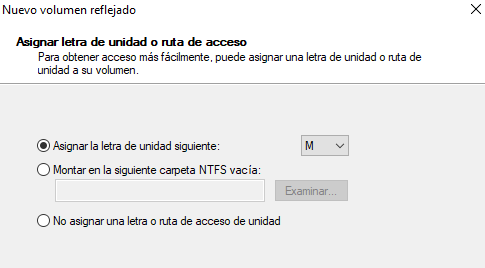 Nuevo volumen reflejado
Asignar letra de unidad o ruta de acceso
Para obtener acceso más fácilmente, puede asignar una letra de unidad o ruta de
unidad a su volumen.
Asignar la letra de unidad siguiente: M
Montar en la siguiente carpeta NTFS vacía:
Examinar...
No asignar una letra o ruta de acceso de unidad